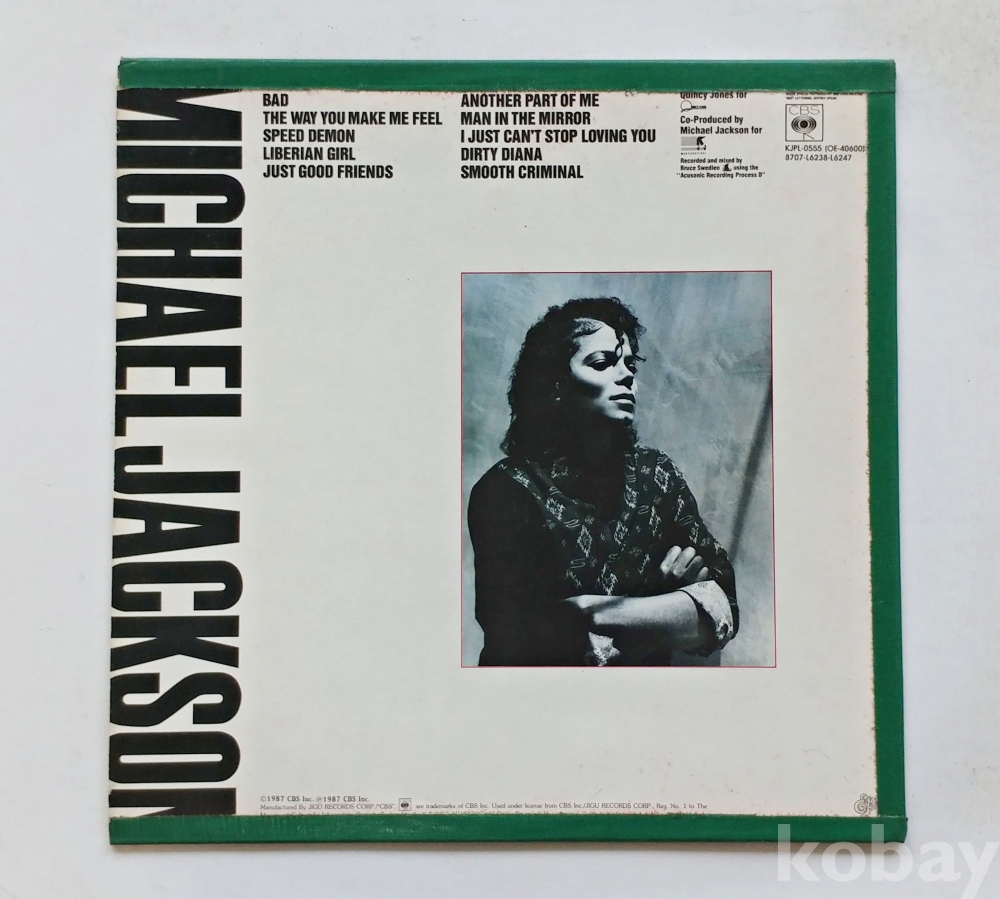 MICHAEL JACKSON
BAD
THE WAY YOU MAKE ME FEEL
SPEED DEMON
LIBERIAN GIRL
JUST GOOD FRIENDS
ANOTHER PART OF ME
MAN IN THE MIRROR
I JUST CAN'T STOP LOVING YOU
DIRTY DIANA
SMOOTH CRIMINAL
Quincy Jones for
Co-Produced by
Michael Jackson for
Recorded and mixed by
Bruce Swedien using the
"Acusonic Recording Process"
CBS
KJPL-0555 (OE-40600)
8707-L6238-L6247
©1987 CBS Inc. ℗1987 CBS Inc.
Manufactured By JIGU RECORDS CORP./"CBS", are trademarks of CBS Inc. Used under license from CBS Inc./JIGU RECORDS CORP., Reg. No. 1 to The
kobay